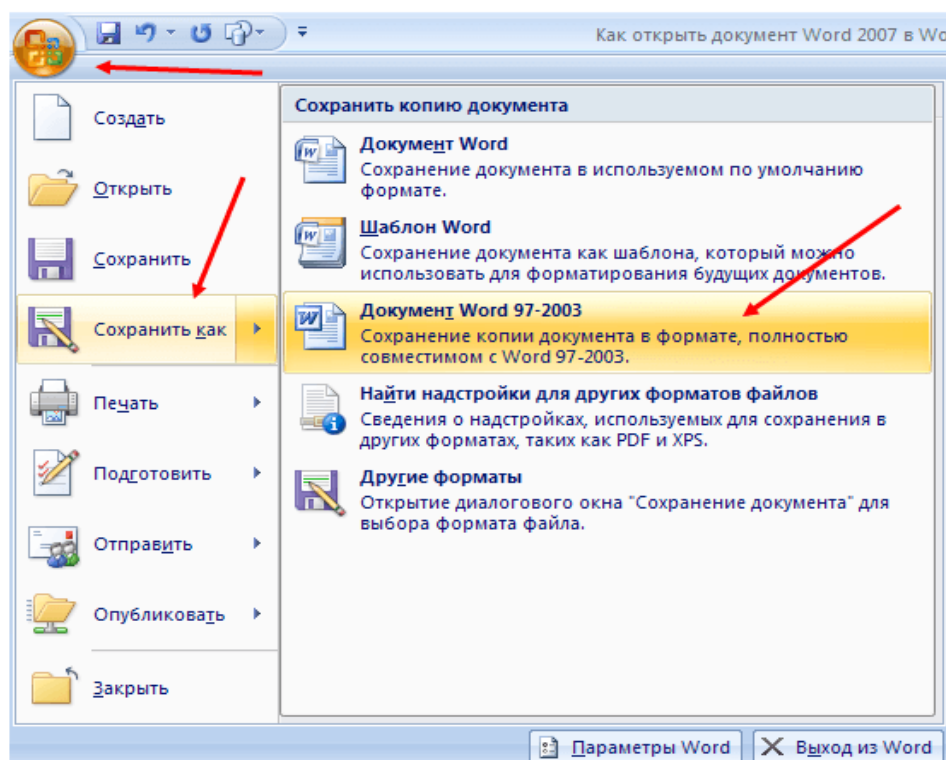 Как открыть документ Word 2007 в Wo
Создать
Открыть
Сохранить
Сохранить как
Печать
Подготовить
Отправить
Опубликовать
Закрыть
Сохранить копию документа
Документ Word
Сохранение документа в используемом по умолчанию
формате.
Шаблон Word
Сохранение документа как шаблона, который можно
использовать для форматирования будущих документов.
Документ Word 97-2003
Сохранение копии документа в формате, полностью
совместимом с Word 97-2003.
Найти надстройки для других форматов файлов
Сведения о надстройках, используемых для сохранения в
других форматах, таких как PDF и XPS.
Другие форматы
Открытие диалогового окна "Сохранение документа" для
выбора формата файла.
Параметры Word
Выход из Word